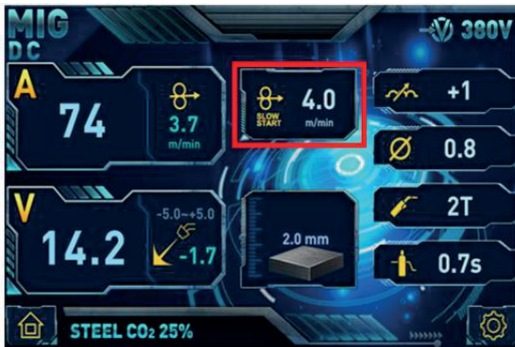 MIG
DC
380V
A
74
3.7
m/min
SLOW
START
4.0
m/min
+1
0.8
2T
0.7s
V
14.2
-5.0~+5.0
-1.7
2.0 mm
STEEL CO₂ 25%